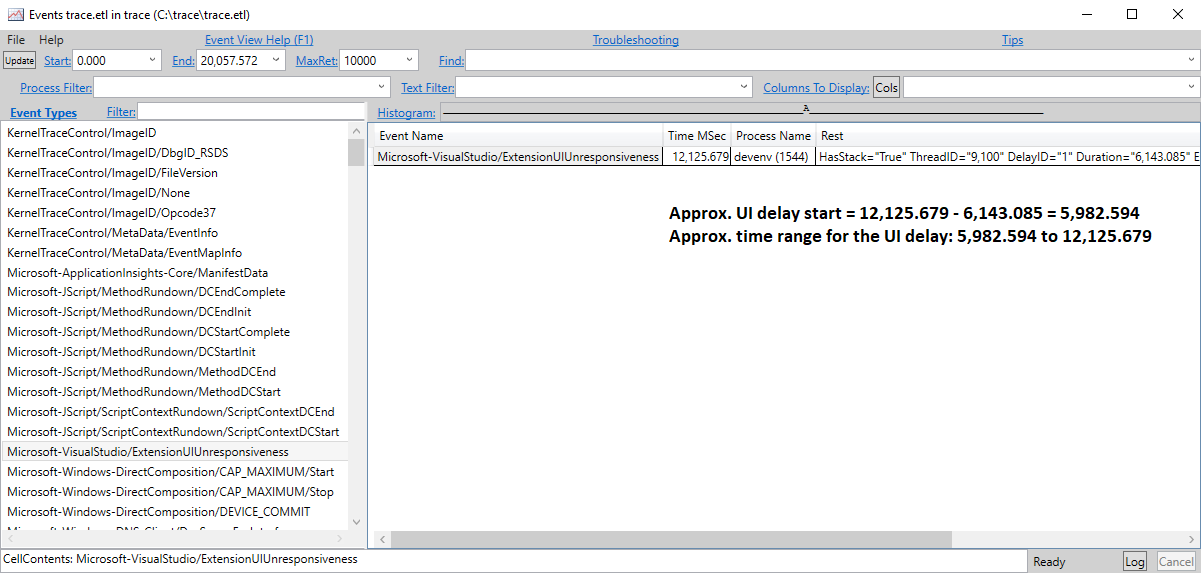 Events trace.etl in trace (C:\trace\trace.etl)
File Help Event View Help (F1) Troubleshooting Tips
Update Start: 0.000 End: 20,057.572 MaxRet: 10000 Find:
Process Filter: Text Filter: Columns To Display: Cols
Event Types Filter: Histogram: A
Event Name Time MSec Process Name Rest
Microsoft-VisualStudio/ExtensionUIUnresponsiveness 12,125.679 devenv (1544) HasStack="True" ThreadID="9,100" DelayID="1" Duration="6,143.085" E
Approx. UI delay start = 12,125.679 - 6,143.085 = 5,982.594
Approx. time range for the UI delay: 5,982.594 to 12,125.679
KernelTraceControl/ImageID
KernelTraceControl/ImageID/DbgID_RSDS
KernelTraceControl/ImageID/FileVersion
KernelTraceControl/ImageID/None
KernelTraceControl/ImageID/Opcode37
KernelTraceControl/MetaData/EventInfo
KernelTraceControl/MetaData/EventMapInfo
Microsoft-ApplicationInsights-Core/ManifestData
Microsoft-JScript/MethodRundown/DCEndComplete
Microsoft-JScript/MethodRundown/DCEndInit
Microsoft-JScript/MethodRundown/DCStartComplete
Microsoft-JScript/MethodRundown/DCStartInit
Microsoft-JScript/MethodRundown/MethodDCEnd
Microsoft-JScript/MethodRundown/MethodDCStart
Microsoft-JScript/ScriptContextRundown/ScriptContextDCEnd
Microsoft-JScript/ScriptContextRundown/ScriptContextDCStart
Microsoft-VisualStudio/ExtensionUIUnresponsiveness
Microsoft-Windows-DirectComposition/CAP_MAXIMUM/Start
Microsoft-Windows-DirectComposition/CAP_MAXIMUM/Stop
Microsoft-Windows-DirectComposition/DEVICE_COMMIT
CellContents: Microsoft-VisualStudio/ExtensionUIUnresponsiveness Ready Log Cancel